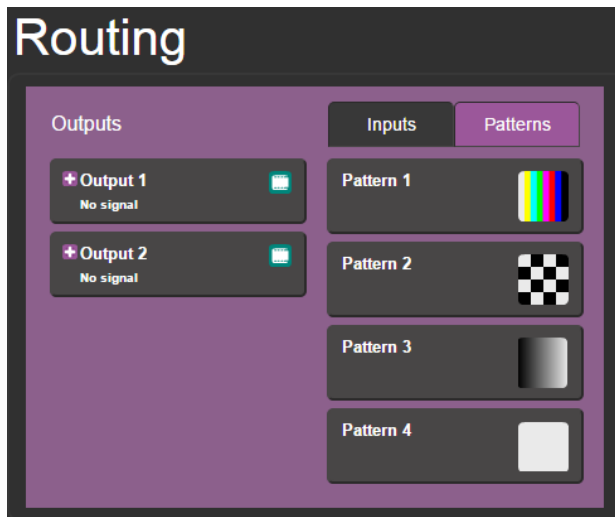 Routing
Outputs
Inputs
Patterns
Output 1
No signal
Output 2
No signal
Pattern 1
Pattern 2
Pattern 3
Pattern 4